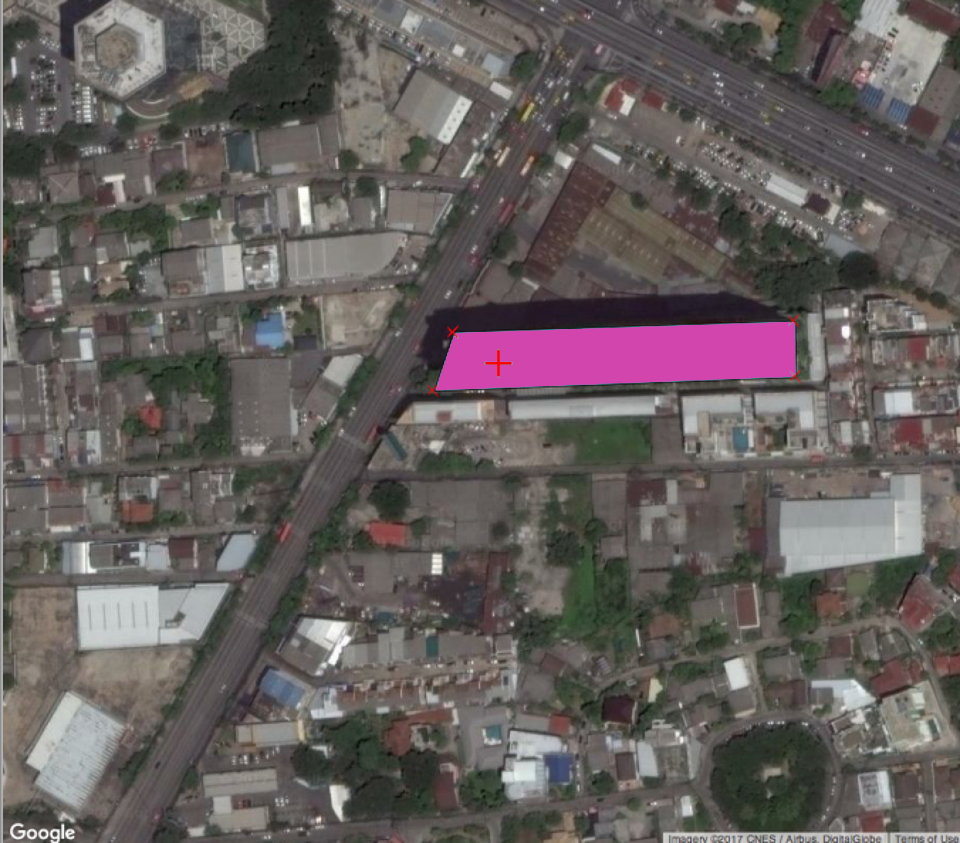 Google
Imagery ©2017 CNES / Airbus, DigitalGlobe
Terms of Use